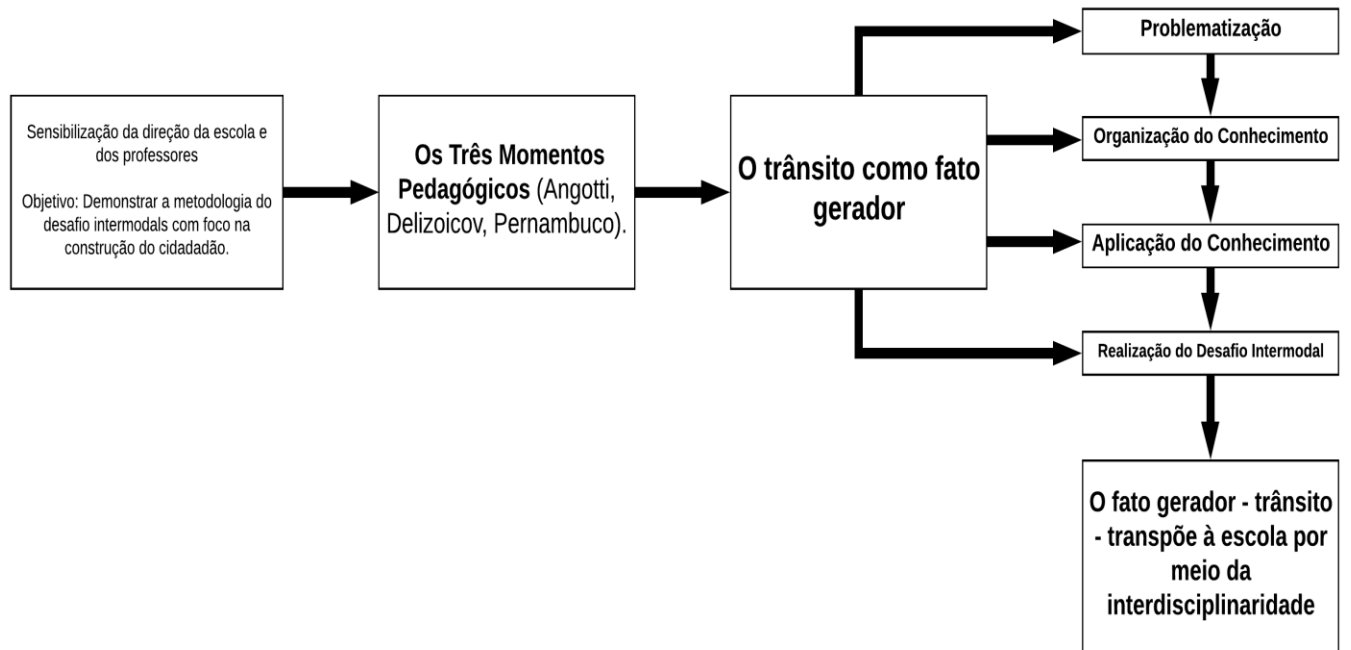 Sensibilização da direção da escola e
dos professores
Objetivo: Demonstrar a metodologia do
desafio intermodals com foco na
construção do cidadadão.
Os Três Momentos
Pedagógicos (Angotti,
Delizoicov, Pernambuco).
O trânsito como fato
gerador
Problematização
Organização do Conhecimento
Aplicação do Conhecimento
Realização do Desafio Intermodal
O fato gerador - trânsito
- transpõe à escola por
meio da
interdisciplinaridade